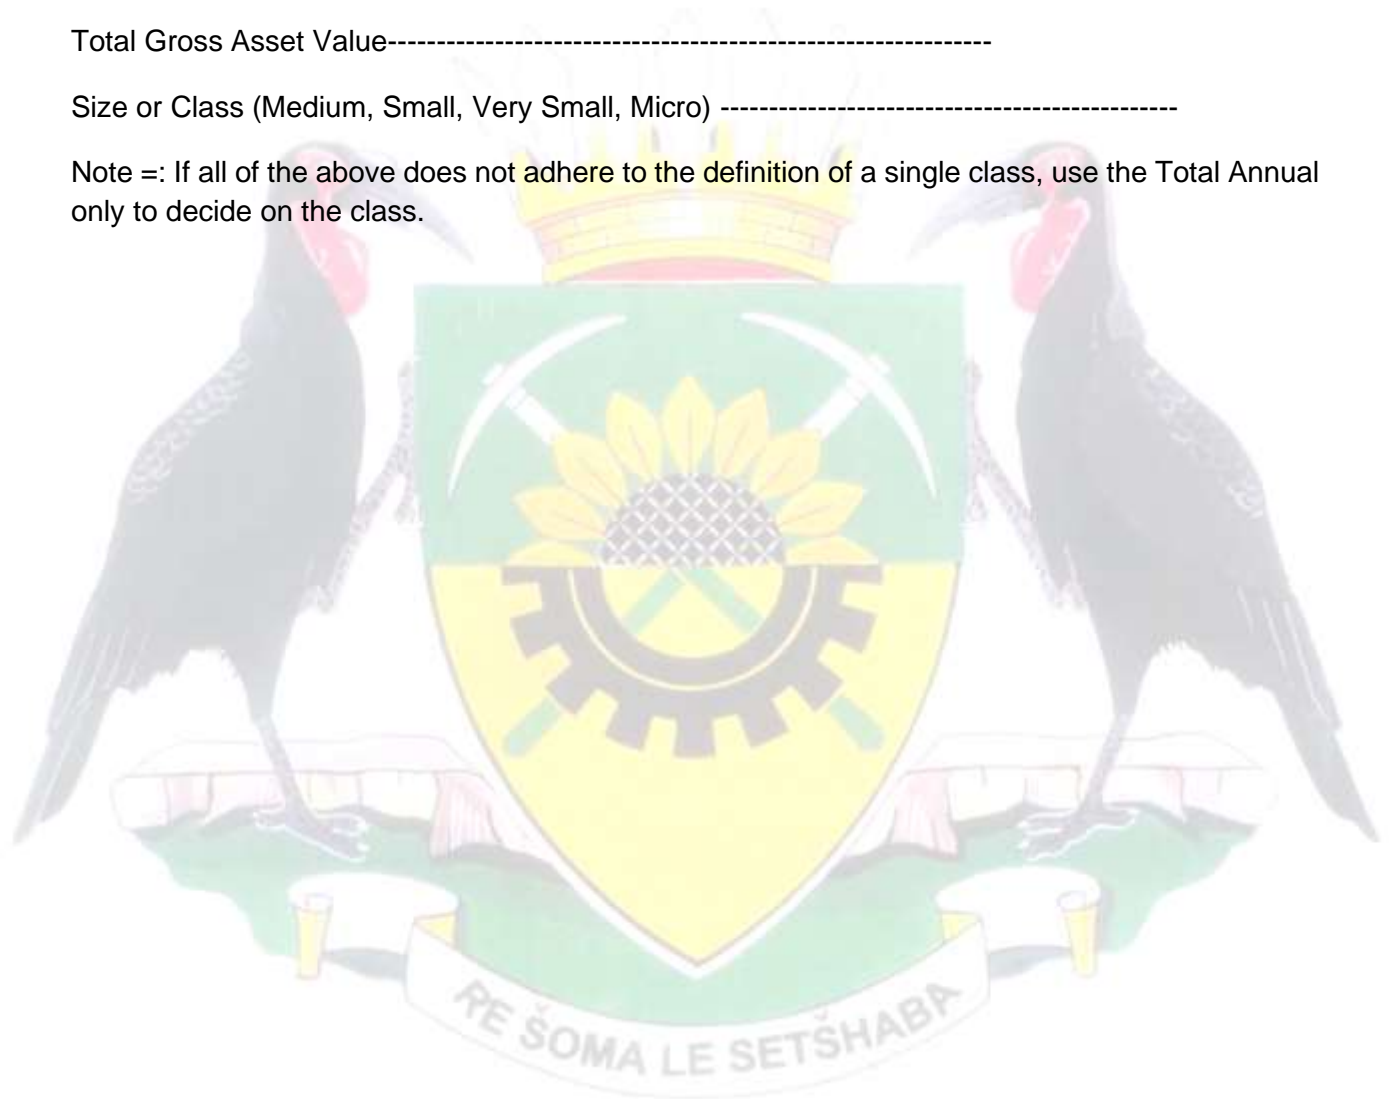 Total Gross Asset Value--------------------------------------------------------------
Size or Class (Medium, Small, Very Small, Micro) -----------------------------------------------
Note =: If all of the above does not adhere to the definition of a single class, use the Total Annual
only to decide on the class.
RE ŠOMA LE SETŠHABA